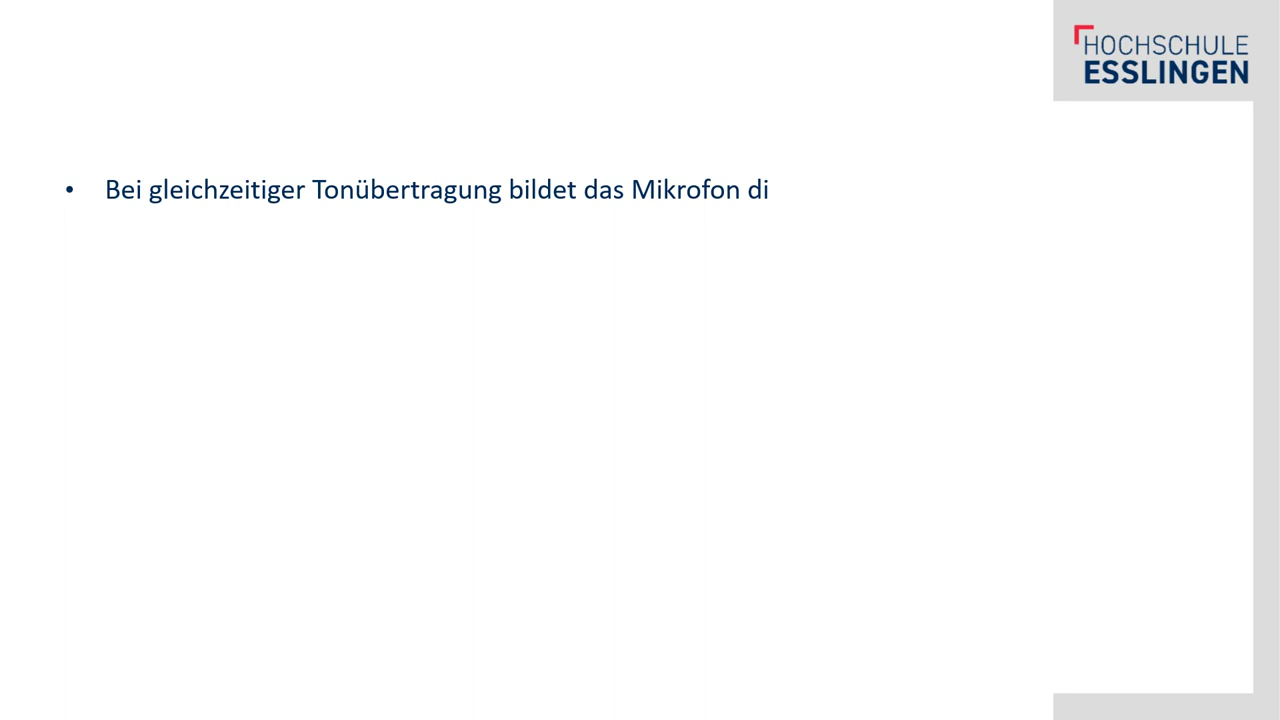 HOCHSCHULE
ESSLINGEN
• Bei gleichzeitiger Tonübertragung bildet das Mikrofon di